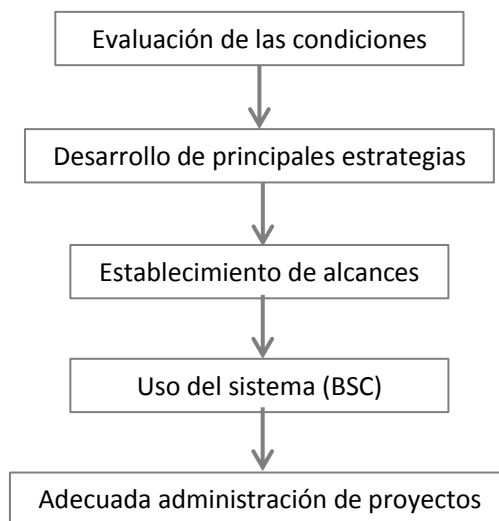 Evaluación de las condiciones
Desarrollo de principales estrategias
Establecimiento de alcances
Uso del sistema (BSC)
Adecuada administración de proyectos